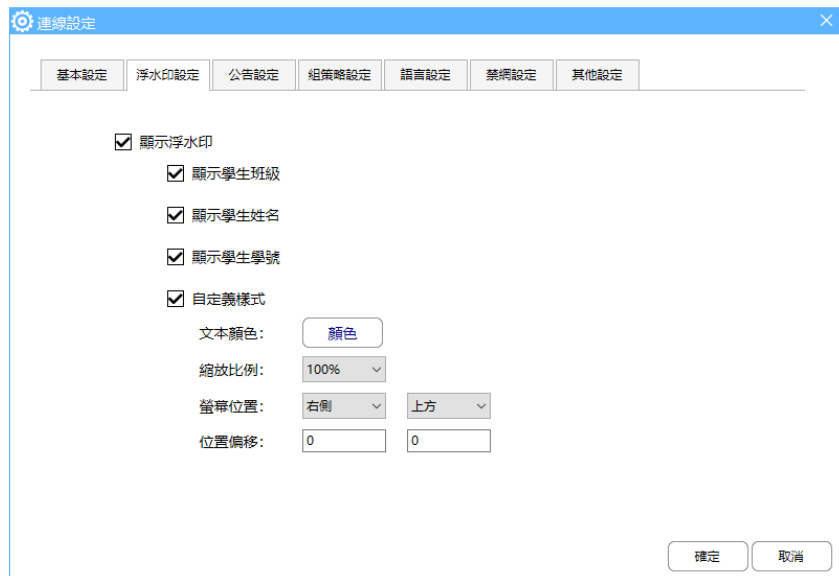 連線設定
基本設定 浮水印設定 公告設定 組策略設定 語言設定 禁網設定 其他設定
顯示浮水印
顯示學生班級
顯示學生姓名
顯示學生學號
自定義樣式
文本顏色： 顏色
縮放比例： 100%
螢幕位置： 右側 上方
位置偏移： 0 0
確定 取消